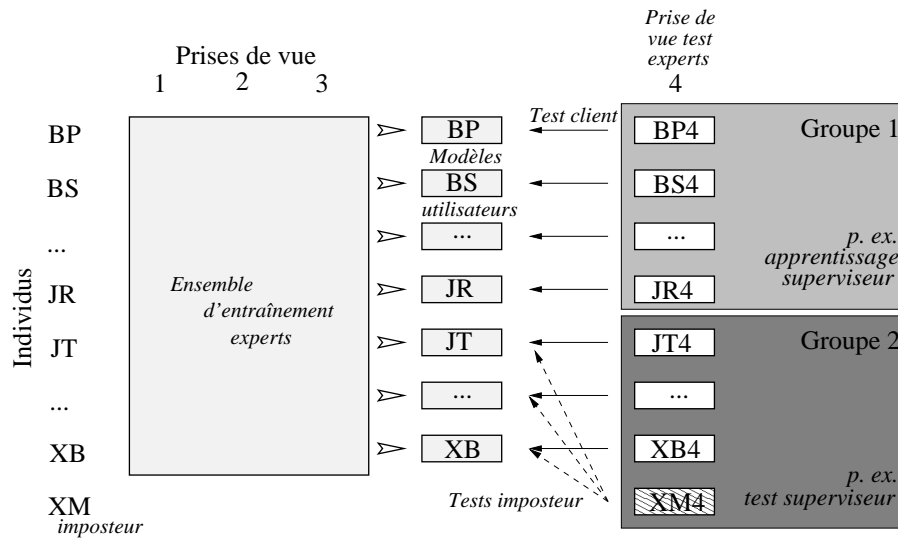 Prise de
vue test
experts
4
Prises de vue
1 2 3
Individus
BP BP Test client BP4 Groupe 1
Modèles
BS BS BS4
utilisateurs
... ... ... p. ex.
apprentissage
superviseur
JR Ensemble JR JR4
d'entraînement
experts
JT JT JT4 Groupe 2
... ... ...
XB XB XB4
p. ex.
XM Tests imposteur XM4 test superviseur
imposteur